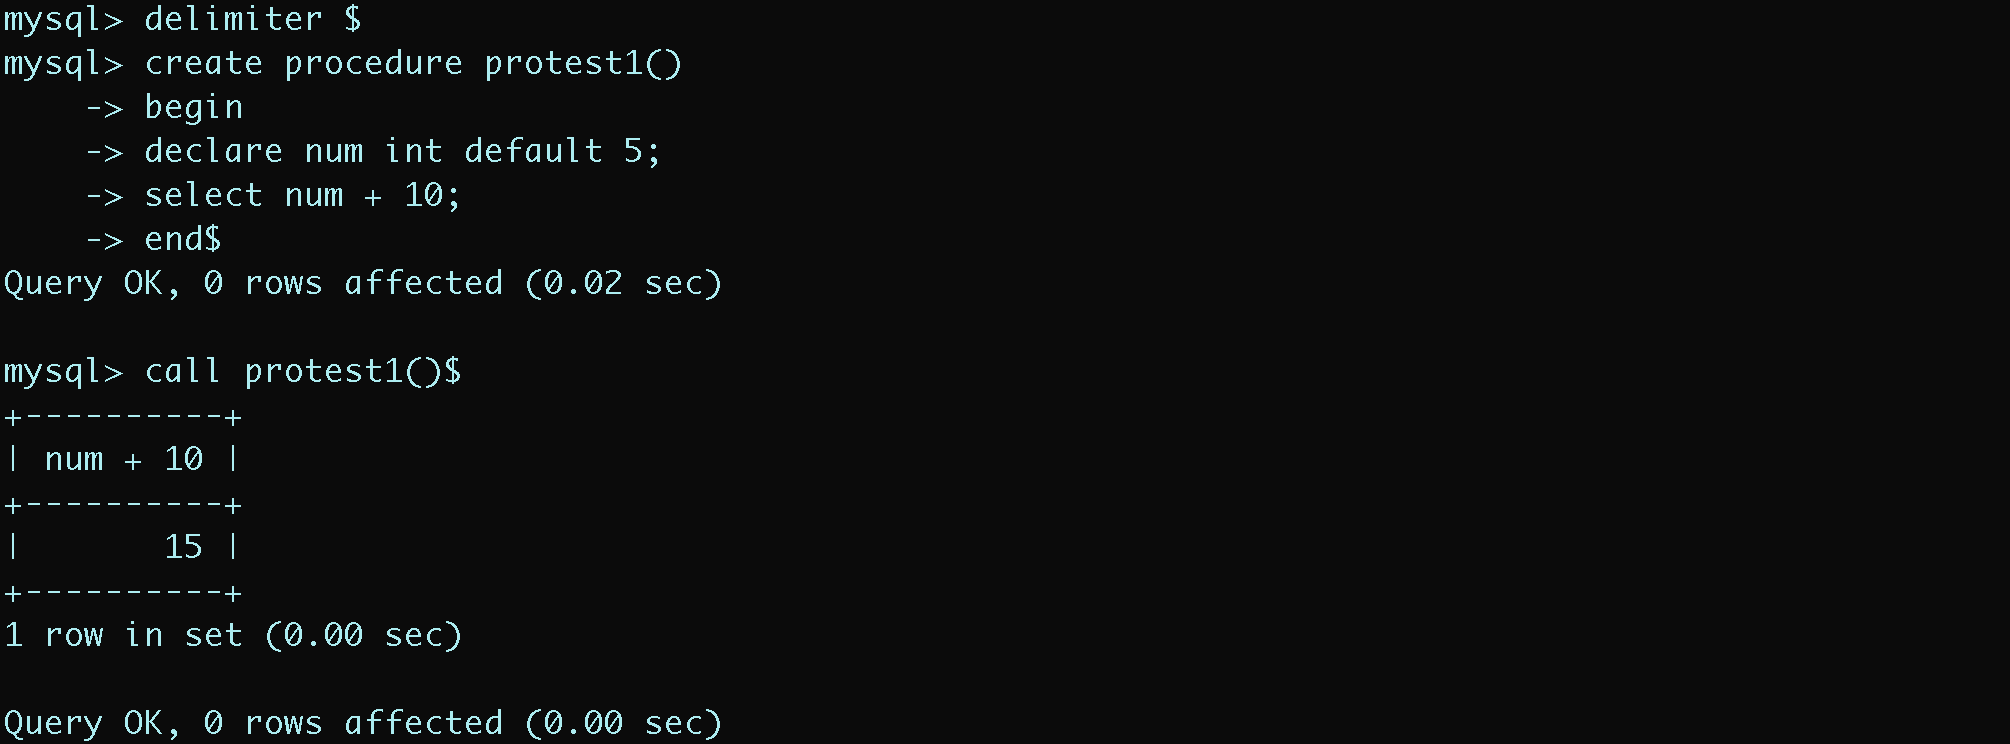 mysql> delimiter $
mysql> create procedure protest1()
    -> begin
    -> declare num int default 5;
    -> select num + 10;
    -> end$
Query OK, 0 rows affected (0.02 sec)

mysql> call protest1()$
+----------+
| num + 10 |
+----------+
|       15 |
+----------+
1 row in set (0.00 sec)

Query OK, 0 rows affected (0.00 sec)